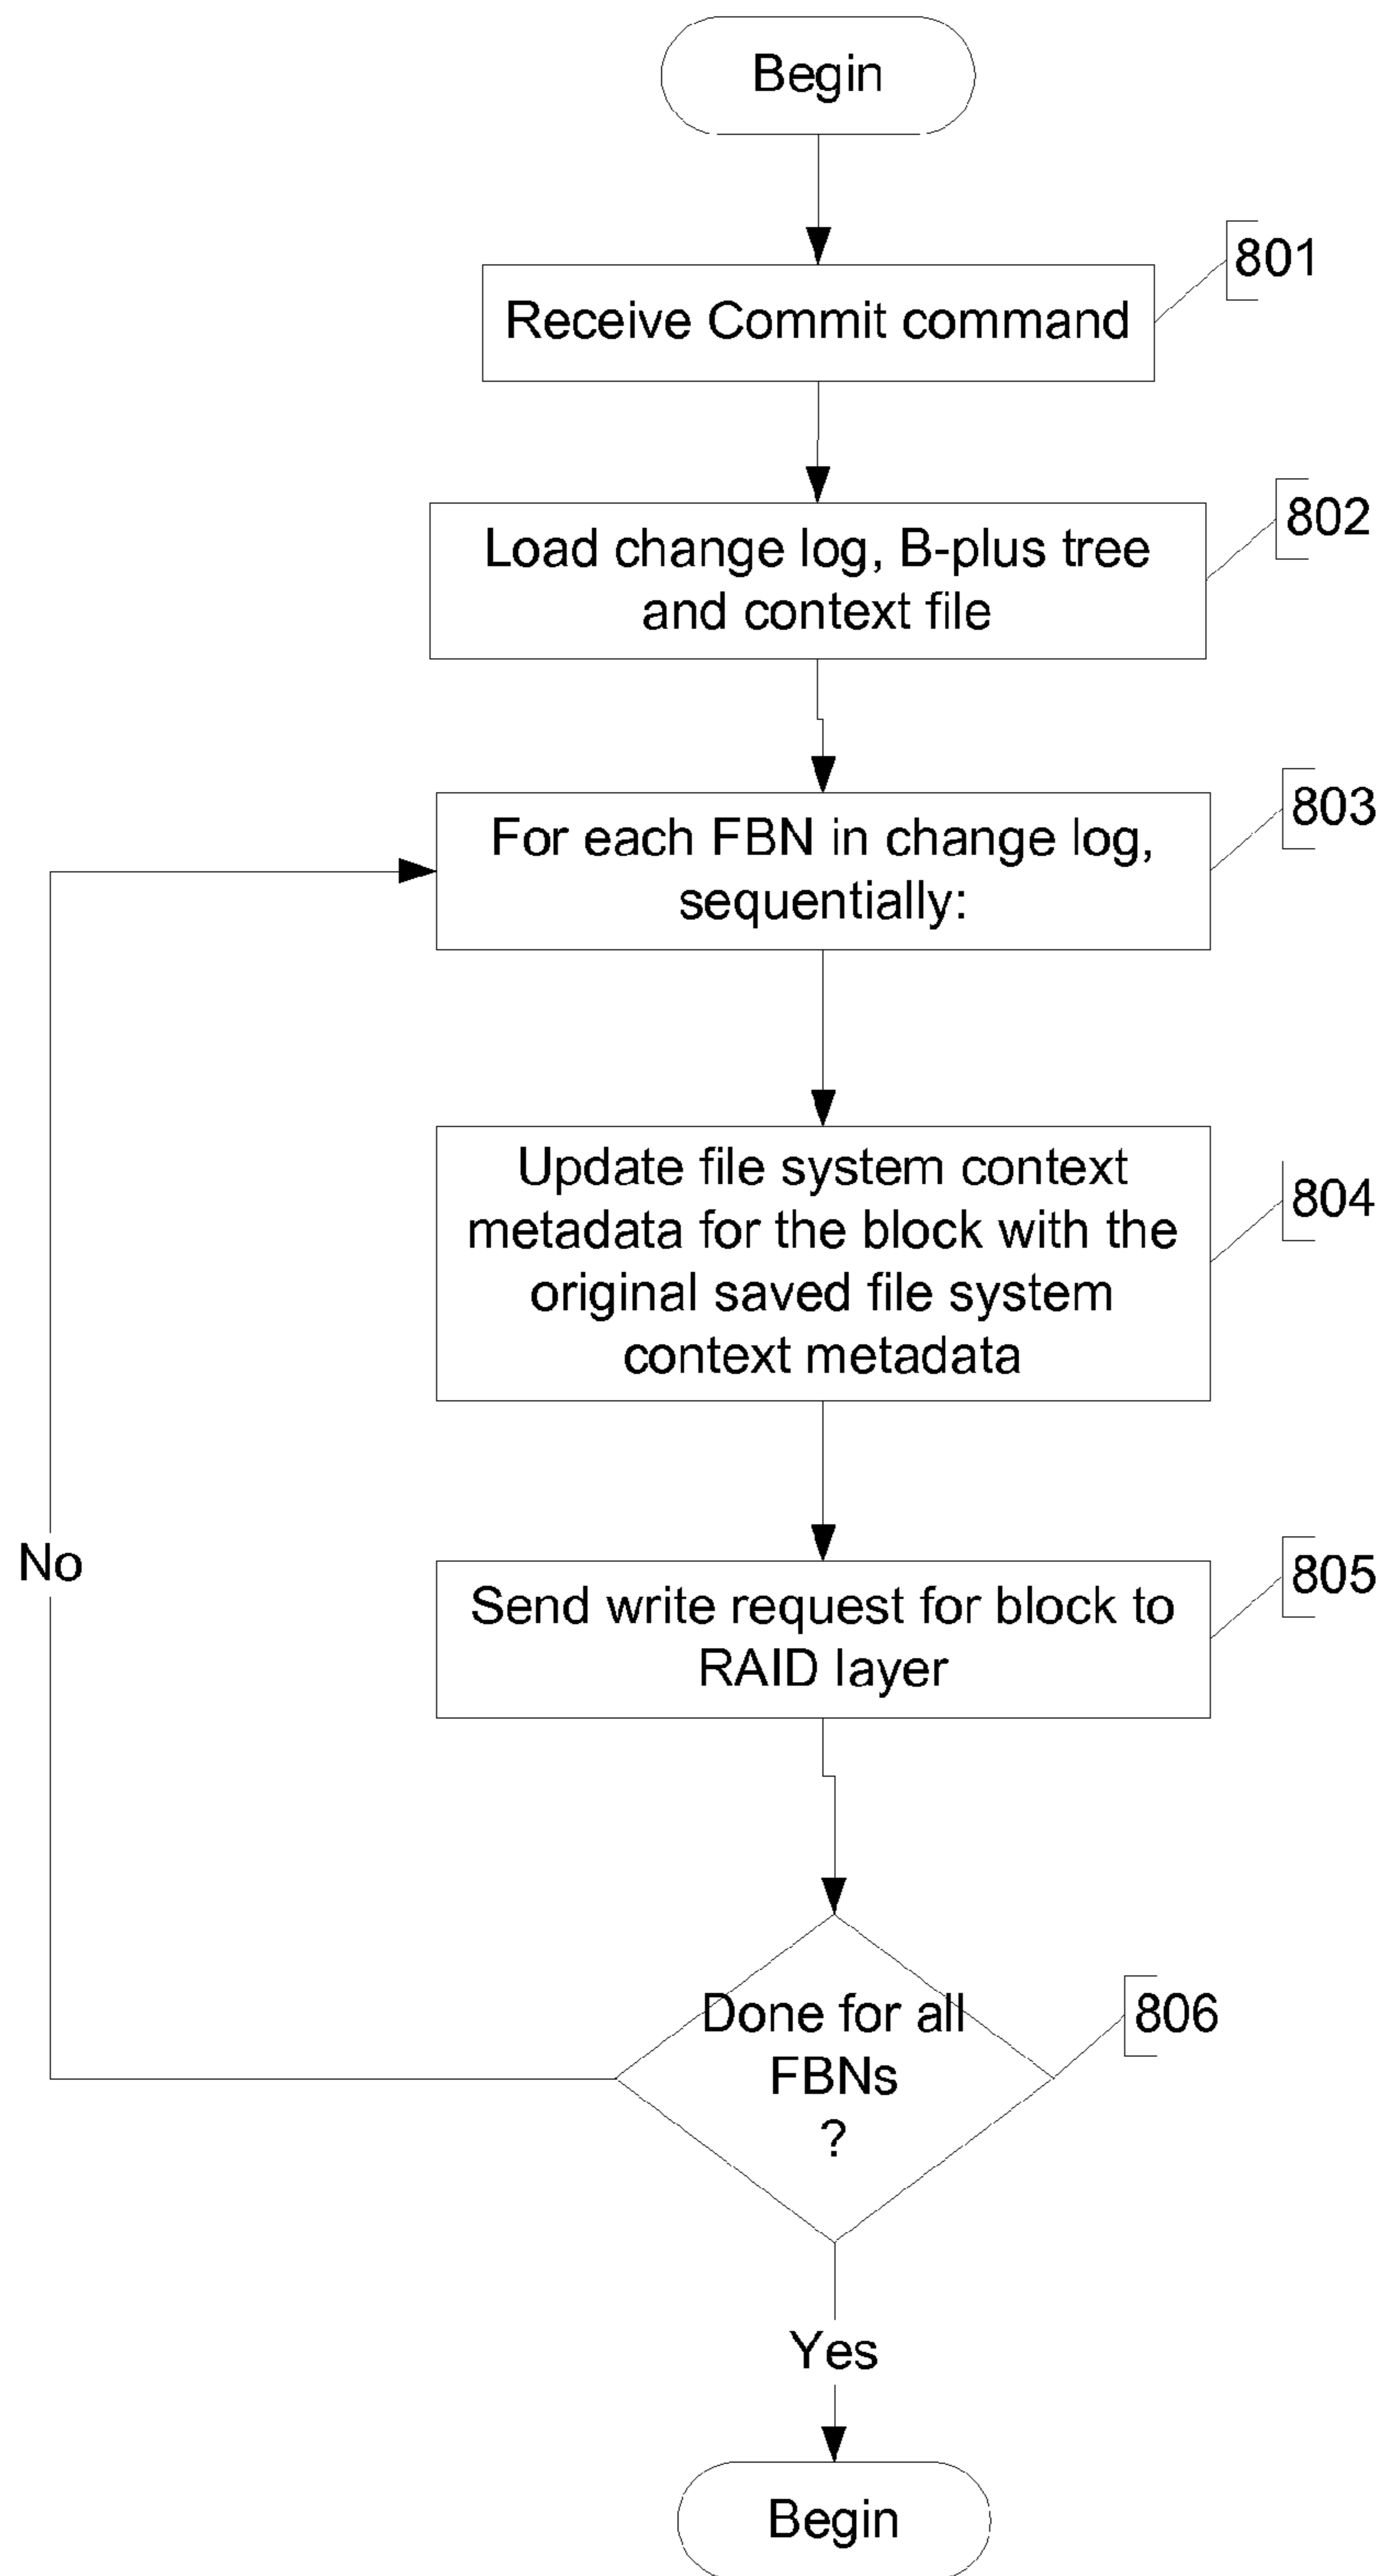 Begin
801
Receive Commit command
802
Load change log, B-plus tree
and context file
803
For each FBN in change log,
sequentially:
804
Update file system context
metadata for the block with the
original saved file system
context metadata
No
805
Send write request for block to
RAID layer
806
Done for all
FBNs
?
Yes
Begin